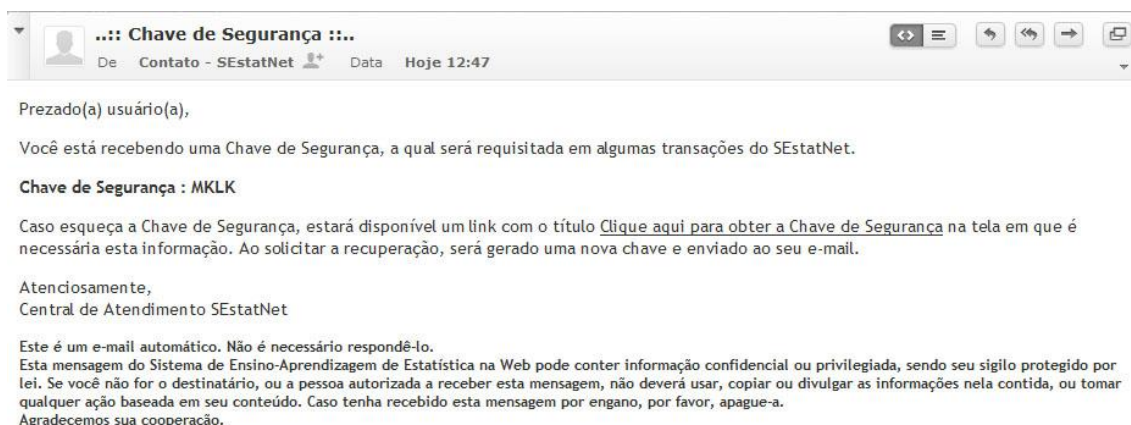 ..:: Chave de Segurança ::..
De Contato - SEstatNet Data Hoje 12:47
Prezado(a) usuário(a),
Você está recebendo uma Chave de Segurança, a qual será requisitada em algumas transações do SEstatNet.
Chave de Segurança : MKLK
Caso esqueça a Chave de Segurança, estará disponível um link com o título Clique aqui para obter a Chave de Segurança na tela em que é
necessária esta informação. Ao solicitar a recuperação, será gerado uma nova chave e enviado ao seu e-mail.
Atenciosamente,
Central de Atendimento SEstatNet
Este é um e-mail automático. Não é necessário respondê-lo.
Esta mensagem do Sistema de Ensino-Aprendizagem de Estatística na Web pode conter informação confidencial ou privilegiada, sendo seu sigilo protegido por
lei. Se você não for o destinatário, ou a pessoa autorizada a receber esta mensagem, não deverá usar, copiar ou divulgar as informações nela contida, ou tomar
qualquer ação baseada em seu conteúdo. Caso tenha recebido esta mensagem por engano, por favor, apague-a.
Agradecemos sua cooperação.